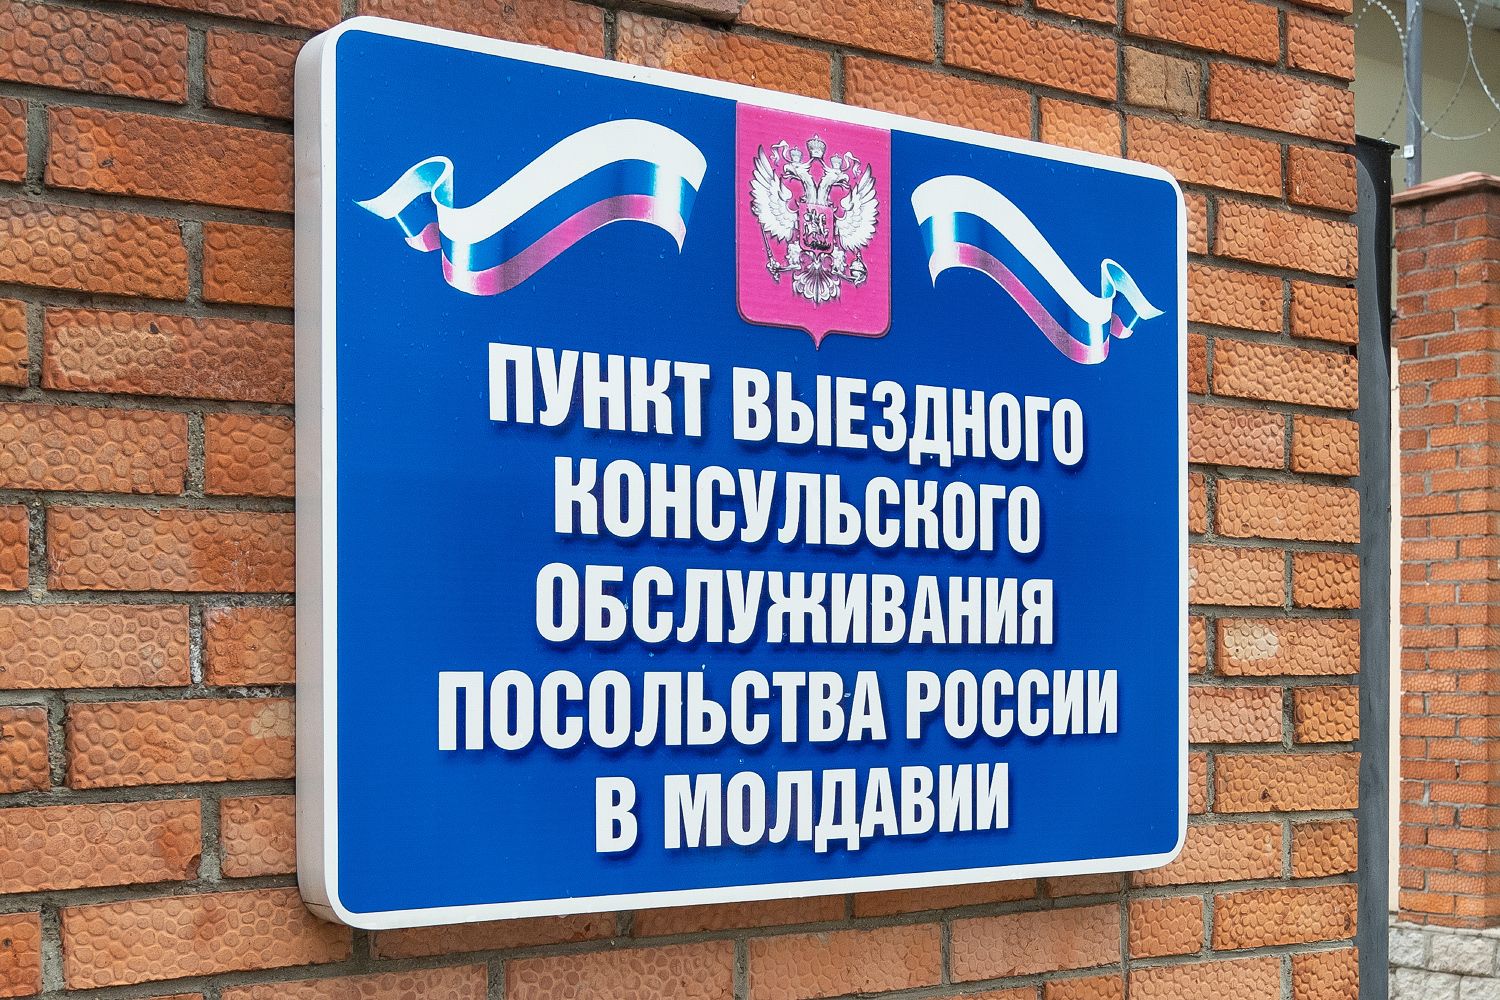 ПУНКТ ВЫЕЗДНОГО
КОНСУЛЬСКОГО
ОБСЛУЖИВАНИЯ
ПОСОЛЬСТВА РОССИИ
В МОЛДАВИИ